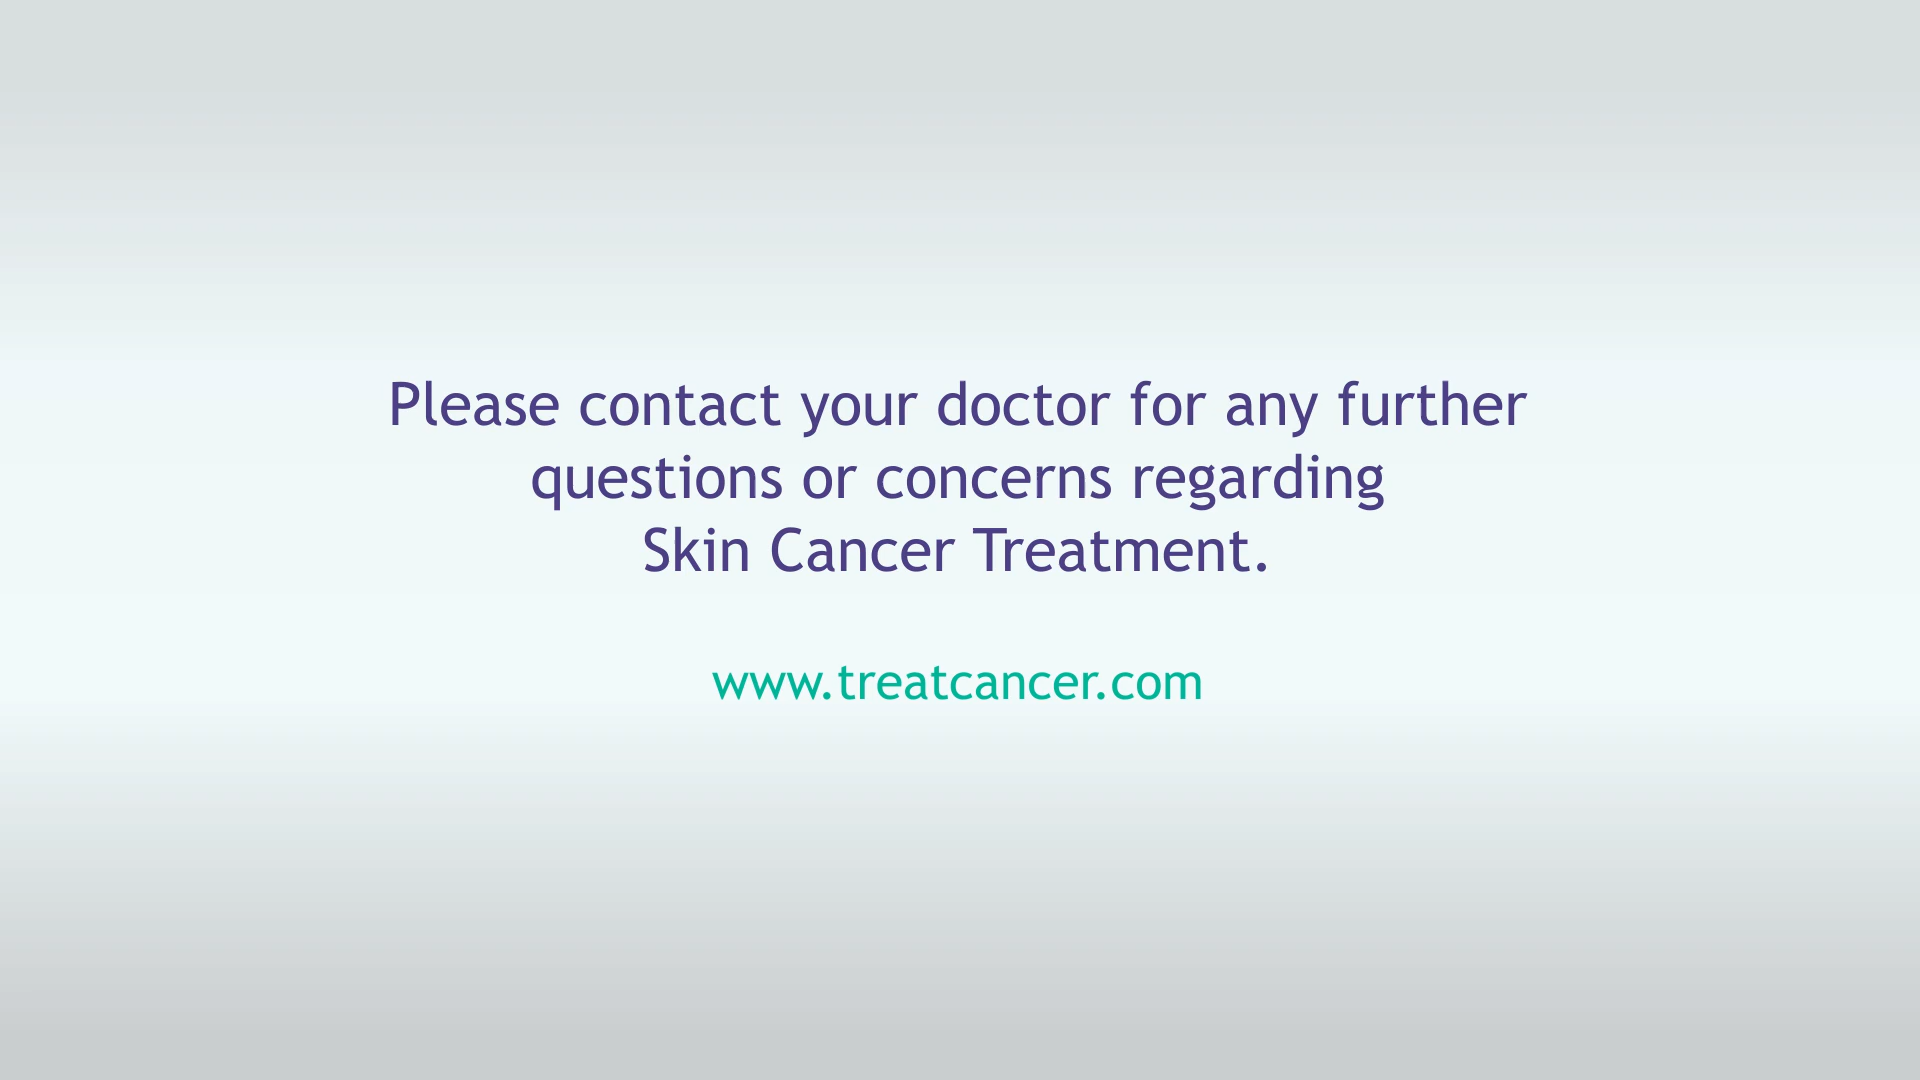 Please contact your doctor for any further
questions or concerns regarding
Skin Cancer Treatment.
www.treatcancer.com